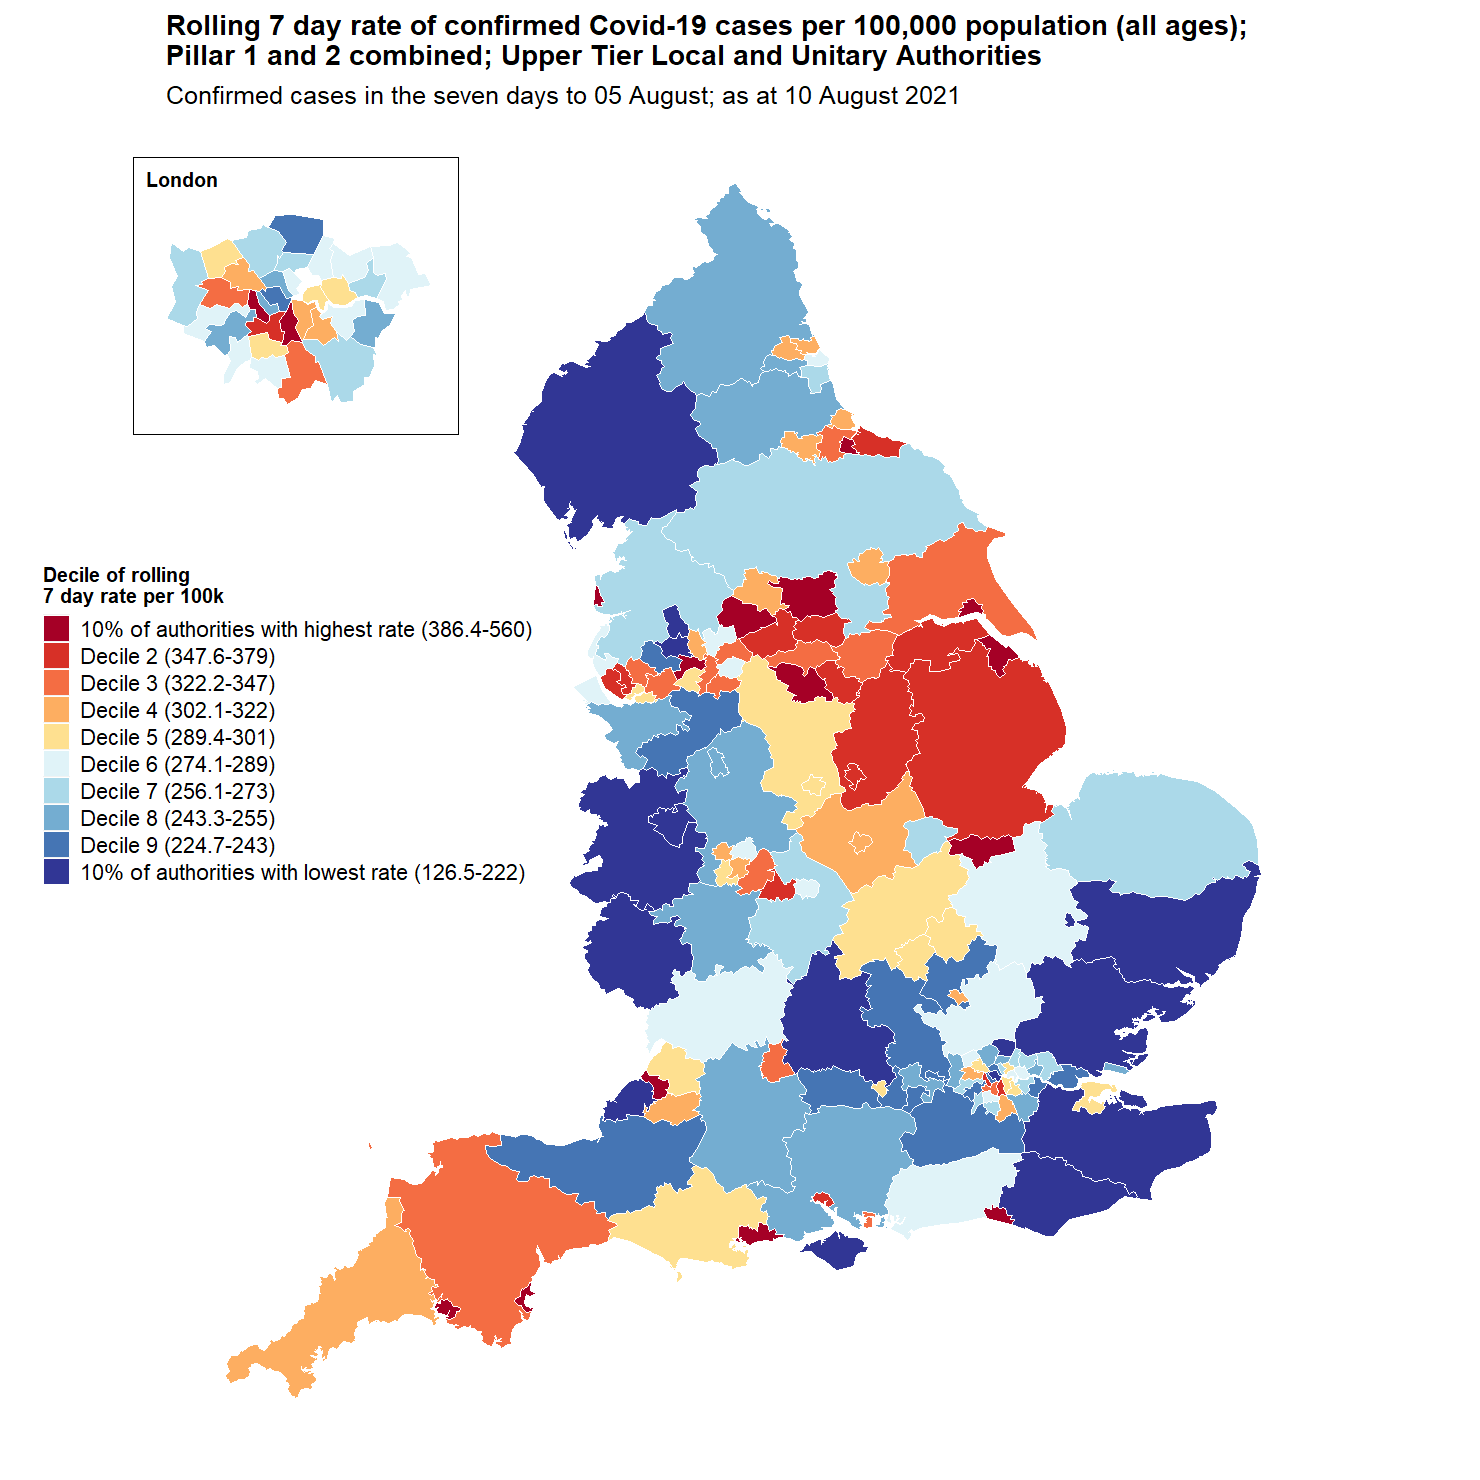 Rolling 7 day rate of confirmed Covid-19 cases per 100,000 population (all ages);
Pillar 1 and 2 combined; Upper Tier Local and Unitary Authorities
Confirmed cases in the seven days to 05 August; as at 10 August 2021
London
Decile of rolling
7 day rate per 100k
10% of authorities with highest rate (386.4-560)
Decile 2 (347.6-379)
Decile 3 (322.2-347)
Decile 4 (302.1-322)
Decile 5 (289.4-301)
Decile 6 (274.1-289)
Decile 7 (256.1-273)
Decile 8 (243.3-255)
Decile 9 (224.7-243)
10% of authorities with lowest rate (126.5-222)